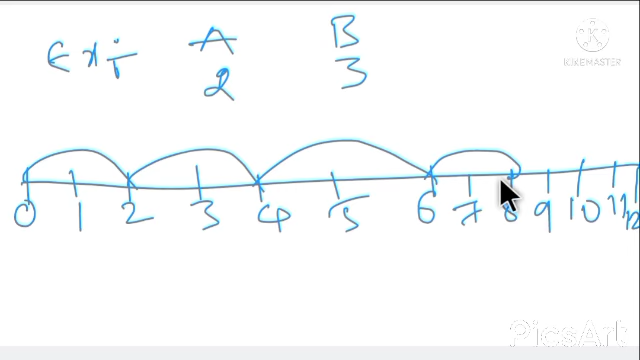 Ex:- A B
2 3
0 1 2 3 4 5 6 7 8 9 10 11 12
KINEMASTER
PicsArt